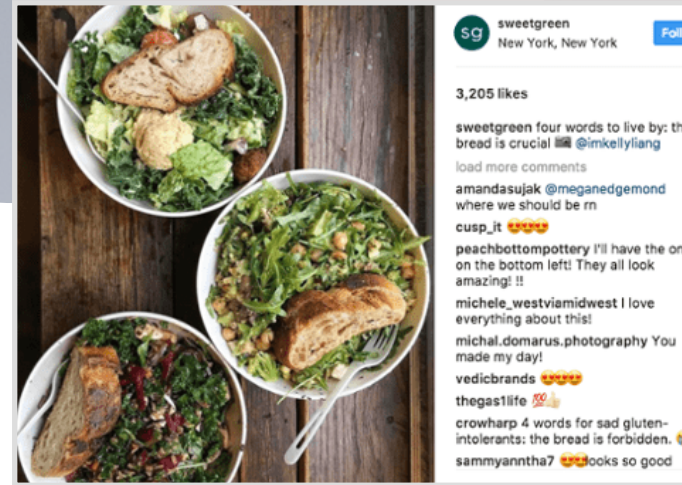 sg
sweetgreen
New York, New York
3,205 likes
sweetgreen four words to live by:
bread is crucial 📷 @imkellyliang
load more comments
amandasujak @meganedgemond
where we should be rn
cusp_it 😍😍😍😍
peachbottompottery I'll have the
on the bottom left! They all look
amazing! !!
michele_westviamidwest I love
everything about this!
michal.domarus.photography You
made my day!
vedicbrands 😍😍😍😍
thegas1life 💯👍🏻
crowharp 4 words for sad gluten-
intolerants: the bread is forbidden.
sammyanntha7 😍😍looks so good